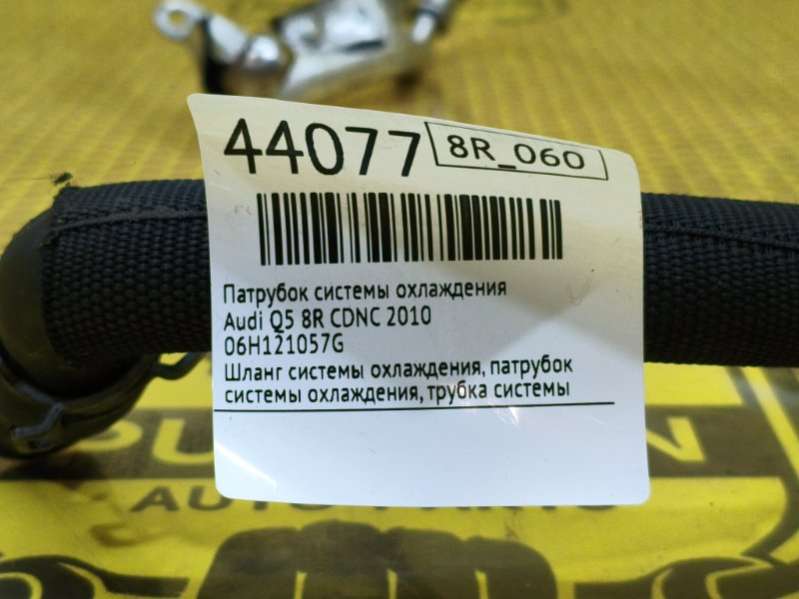 44077 8R_060
Патрубок системы охлаждения
Audi Q5 8R CDNC 2010
06H121057G
Шланг системы охлаждения, патрубок
системы охлаждения, трубка системы